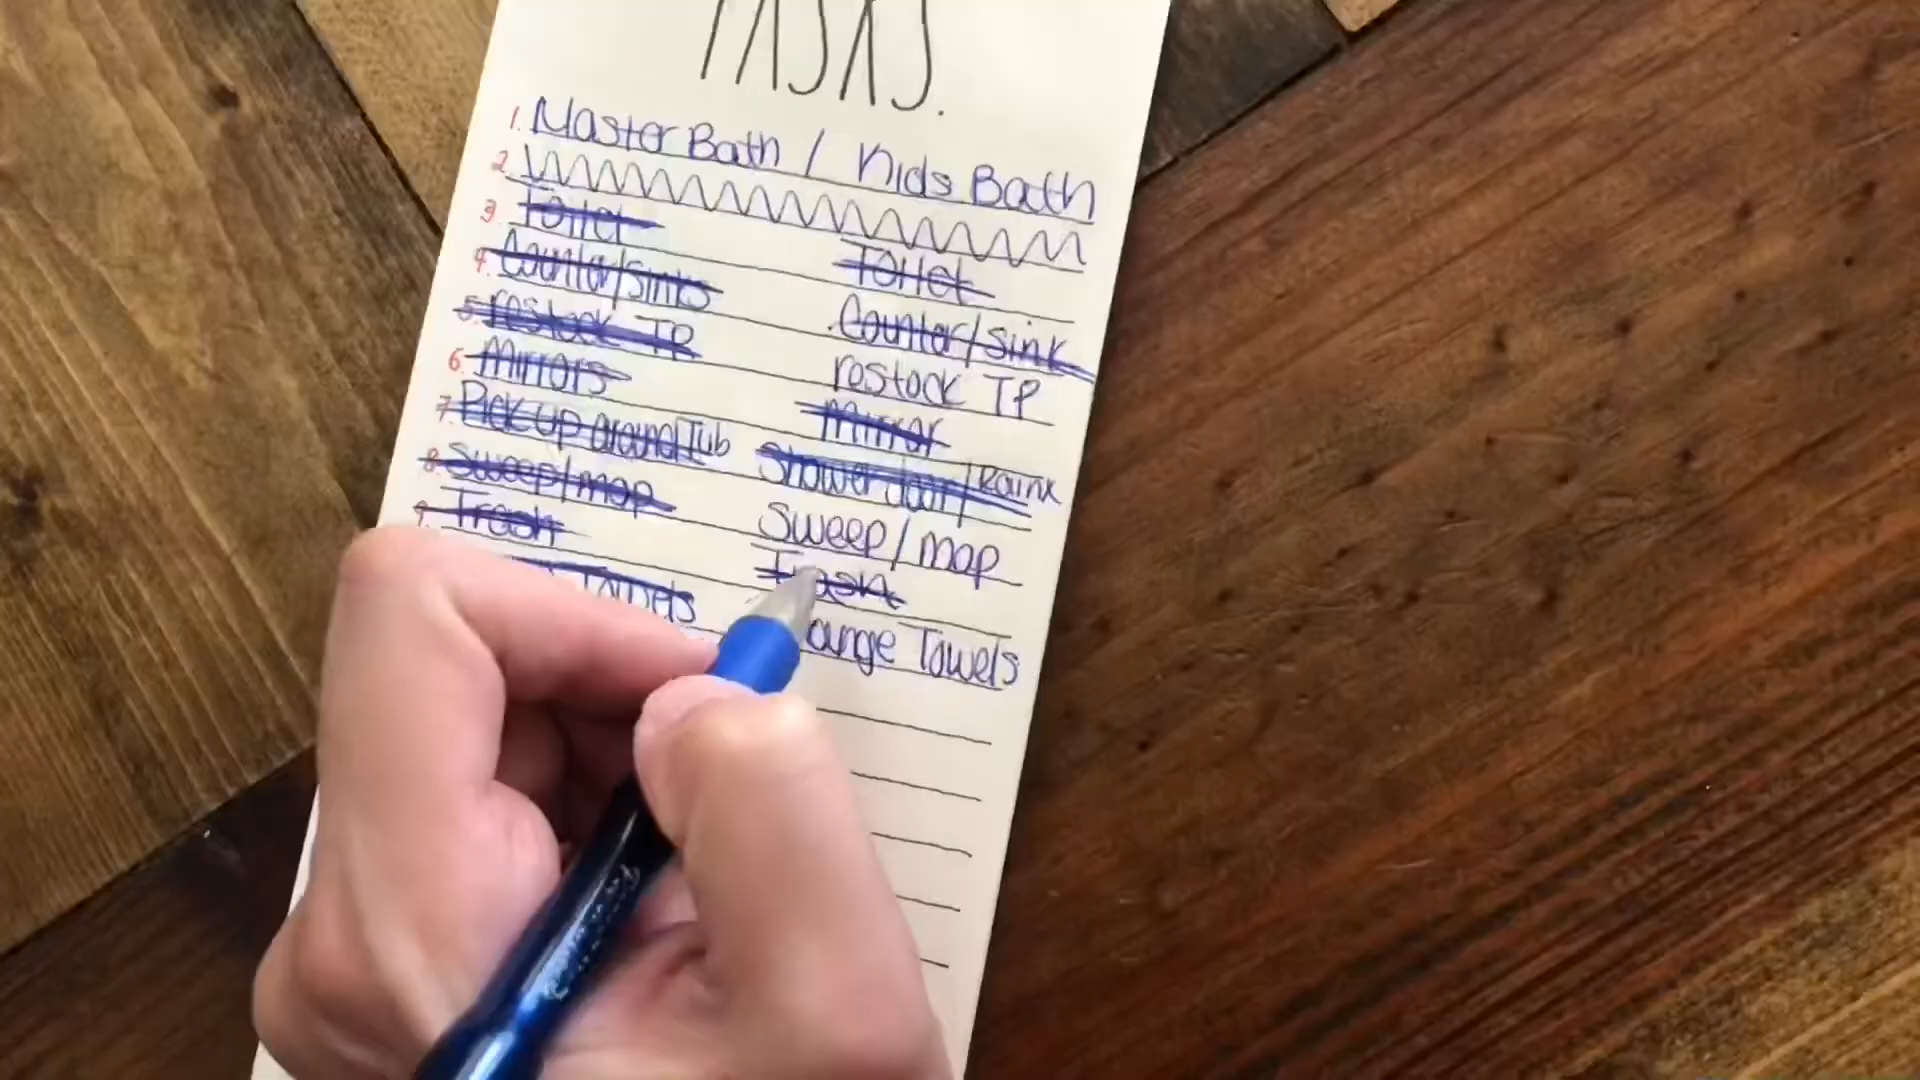 TASKS.
1. Master Bath / Kids Bath
2.
3. Toilet Toilet
4. Counter/sinks Counter/sink
5. restock TP restock TP
6. Mirrors Mirror
7. Pick up around Tub Shower door/Rainx
8. Sweep/mop Sweep/mop
9. Trash Trash
Towels ange Towels